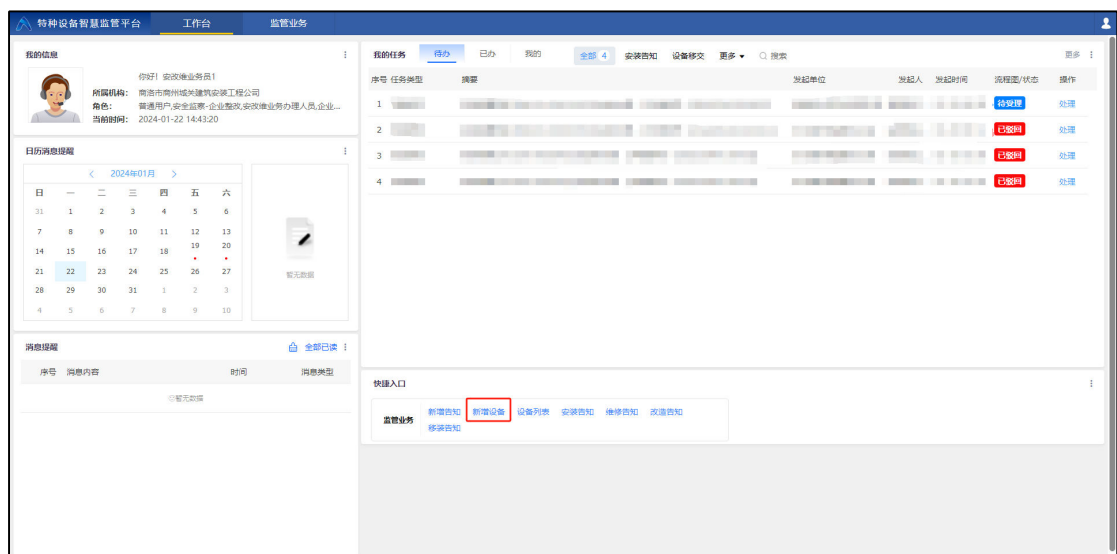 特种设备智慧监管平台 工作台 监管业务
我的信息
你好！安改维业务员1
所属机构： 商洛市商州城关建筑安装工程公司
角色： 普通用户,安全监察-企业整改,安改维业务办理人员,企业...
当前时间： 2024-01-22 14:43:20
日历消息提醒
< 2024年01月 >
日 一 二 三 四 五 六
31 1 2 3 4 5 6
7 8 9 10 11 12 13
14 15 16 17 18 19 20
21 22 23 24 25 26 27
28 29 30 31 1 2 3
4 5 6 7 8 9 10
暂无数据
消息提醒 全部已读
序号 消息内容 时间 消息类型
暂无数据
我的任务 待办 已办 我的 全部 4 安装告知 设备移交 更多 搜索 更多
序号 任务类型 摘要 发起单位 发起人 发起时间 流程图/状态 操作
1 待受理 处理
2 已驳回 处理
3 已驳回 处理
4 已驳回 处理
快捷入口
监管业务
新增告知 新增设备 设备列表 安装告知 维修告知 改造告知
移装告知